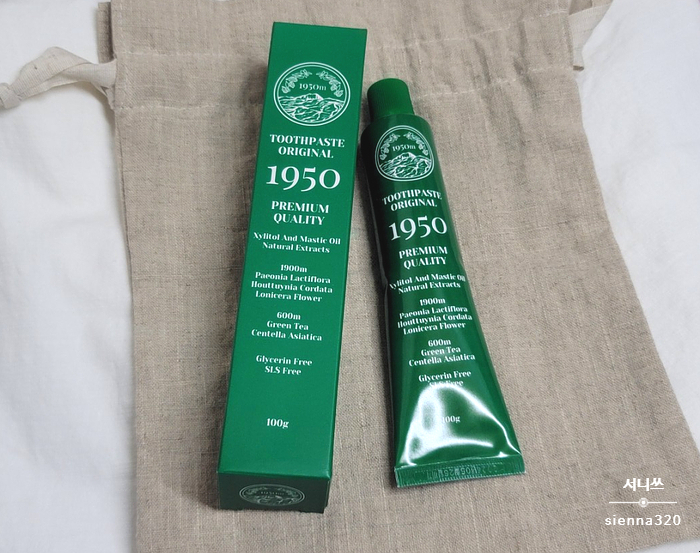 1950m
TOOTHPASTE
ORIGINAL
1950
PREMIUM
QUALITY
Xylitol And Mastic Oil
Natural Extracts
1900m
Paeonia Lactiflora
Houttuynia Cordata
Lonicera Flower
600m
Green Tea
Centella Asiatica
Glycerin Free
SLS Free
100g
1950m
1950m
TOOTHPASTE
ORIGINAL
1950
PREMIUM
QUALITY
Xylitol And Mastic Oil
Natural Extracts
1900m
Paeonia Lactiflora
Houttuynia Cordata
Lonicera Flower
600m
Green Tea
Centella Asiatica
Glycerin Free
SLS Free
100g
서니쓰
sienna320